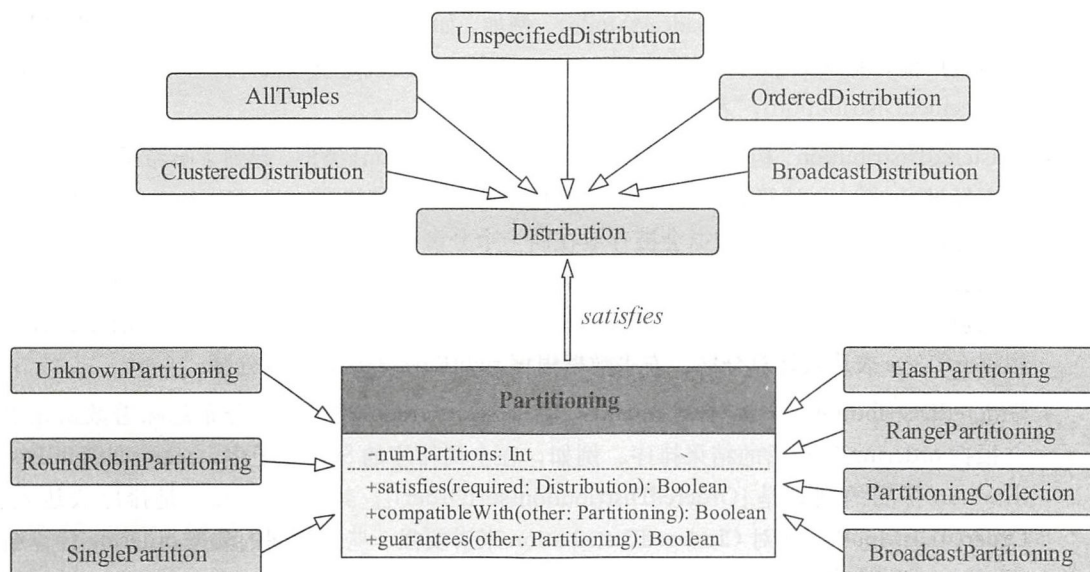 UnspecifiedDistribution
AllTuples
OrderedDistribution
ClusteredDistribution
BroadcastDistribution
Distribution
satisfies
UnknownPartitioning
RoundRobinPartitioning
SinglePartition
Partitioning
-numPartitions: Int
+satisfies(required: Distribution): Boolean
+compatibleWith(other: Partitioning): Boolean
+guarantees(other: Partitioning): Boolean
HashPartitioning
RangePartitioning
PartitioningCollection
BroadcastPartitioning